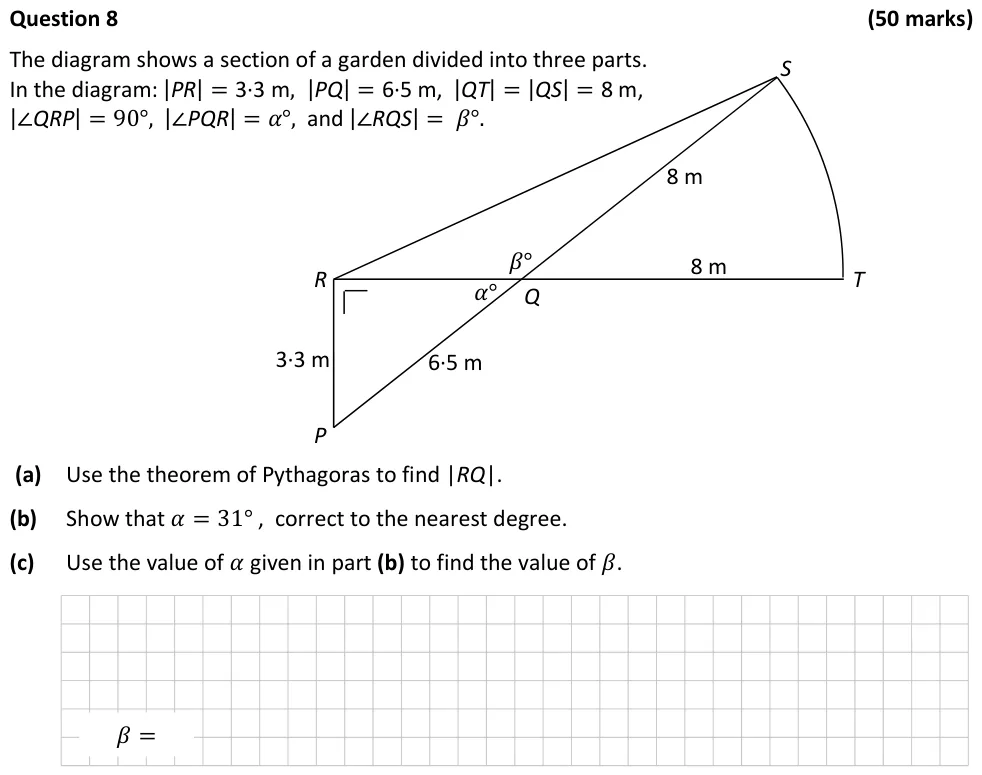 Question 8 (50 marks)
The diagram shows a section of a garden divided into three parts.
In the diagram: |PR| = 3·3 m, |PQ| = 6·5 m, |QT| = |QS| = 8 m,
|∠QRP| = 90°, |∠PQR| = α°, and |∠RQS| = β°.
S
8 m
β°
R
8 m
T
α°
Q
3·3 m
6·5 m
P
(a) Use the theorem of Pythagoras to find |RQ|.
(b) Show that α = 31°, correct to the nearest degree.
(c) Use the value of α given in part (b) to find the value of β.
β =